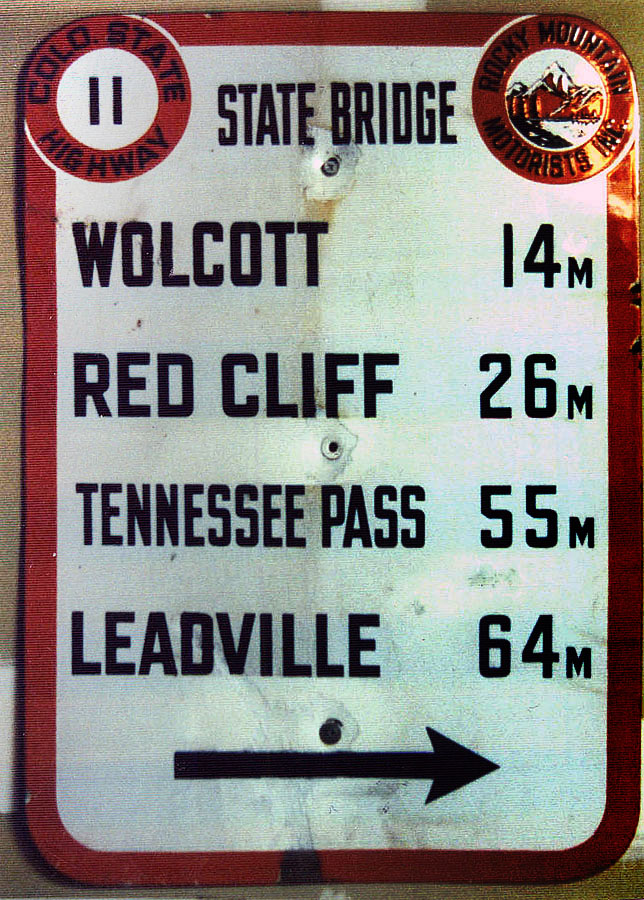 COLO. STATE
11
HIGHWAY
STATE BRIDGE
ROCKY MOUNTAIN
MOTORISTS INC.
WOLCOTT 14M
RED CLIFF 26M
TENNESSEE PASS 55M
LEADVILLE 64M